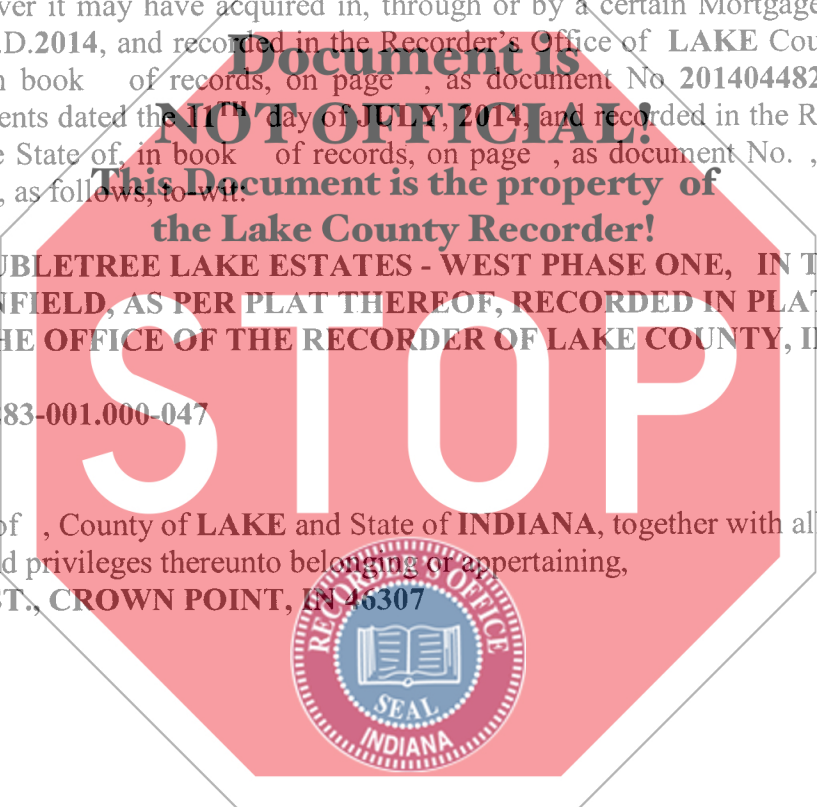 ver it may have acquired in, through or by a certain Mortgage
.D.2014, and recorded in the Recorder's Office of LAKE Cou
Document is
n book of records, on page , as document No 201404482
ents dated the 11TH day of JULY, 2014, and recorded in the R
NOT OFFICIAL!
e State of, in book of records, on page , as document No. ,
, as follows, to-wit:
This Document is the property of
the Lake County Recorder!
UBLETREE LAKE ESTATES - WEST PHASE ONE, IN T
NFIELD, AS PER PLAT THEREOF, RECORDED IN PLAT
HE OFFICE OF THE RECORDER OF LAKE COUNTY, I
STOP
83-001.000-047
of , County of LAKE and State of INDIANA, together with al
d privileges thereunto belonging or appertaining,
ST., CROWN POINT, IN 46307
RECORDER'S OFFICE
SEAL
INDIANA